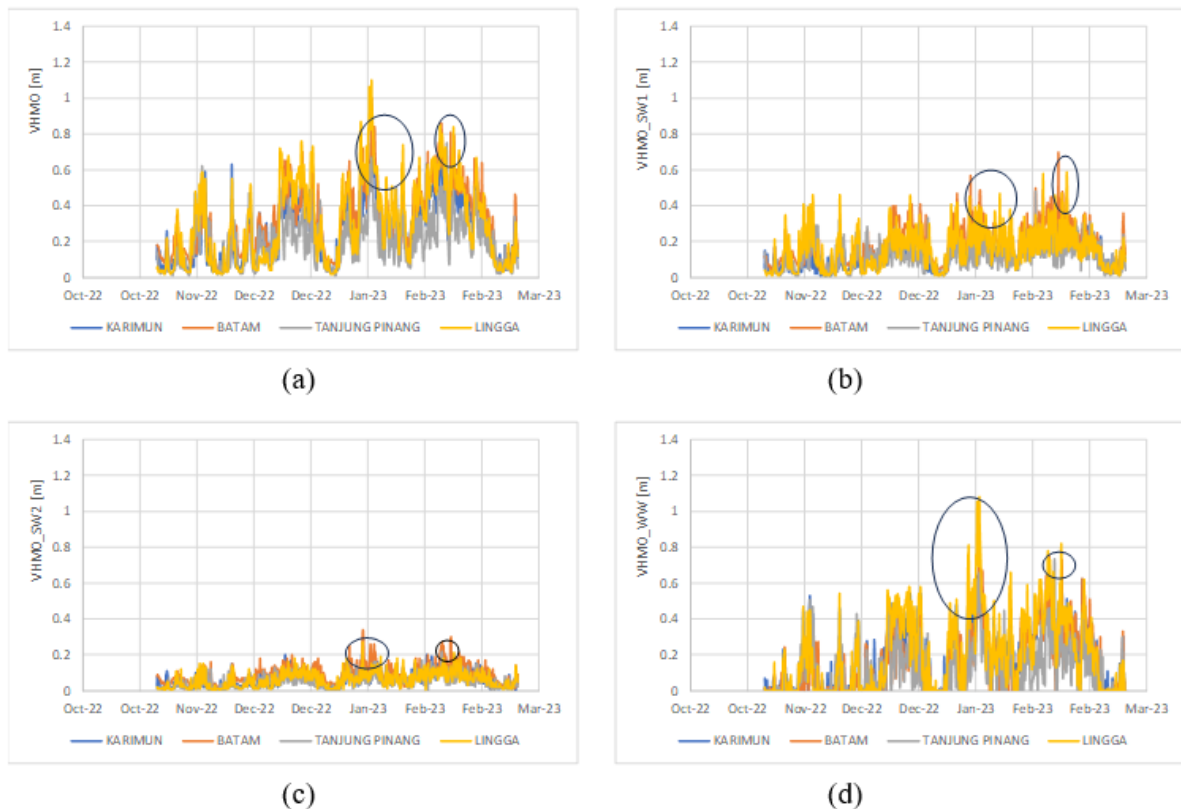 1.4
1.2
1
0.8
0.6
0.4
0.2
0
VHM0 [m]
Oct-22 Oct-22 Nov-22 Dec-22 Dec-22 Jan-23 Feb-23 Feb-23 Mar-23
KARIMUN BATAM TANJUNG PINANG LINGGA
(a)
1.4
1.2
1
0.8
0.6
0.4
0.2
0
VHM0_SW1 [m]
Oct-22 Oct-22 Nov-22 Dec-22 Dec-22 Jan-23 Feb-23 Feb-23 Mar-23
KARIMUN BATAM TANJUNG PINANG LINGGA
(b)
1.4
1.2
1
0.8
0.6
0.4
0.2
0
VHM0_SW2 [m]
Oct-22 Oct-22 Nov-22 Dec-22 Dec-22 Jan-23 Feb-23 Feb-23 Mar-23
KARIMUN BATAM TANJUNG PINANG LINGGA
(c)
1.4
1.2
1
0.8
0.6
0.4
0.2
0
VHM0_WW [m]
Oct-22 Oct-22 Nov-22 Dec-22 Dec-22 Jan-23 Feb-23 Feb-23 Mar-23
KARIMUN BATAM TANJUNG PINANG LINGGA
(d)